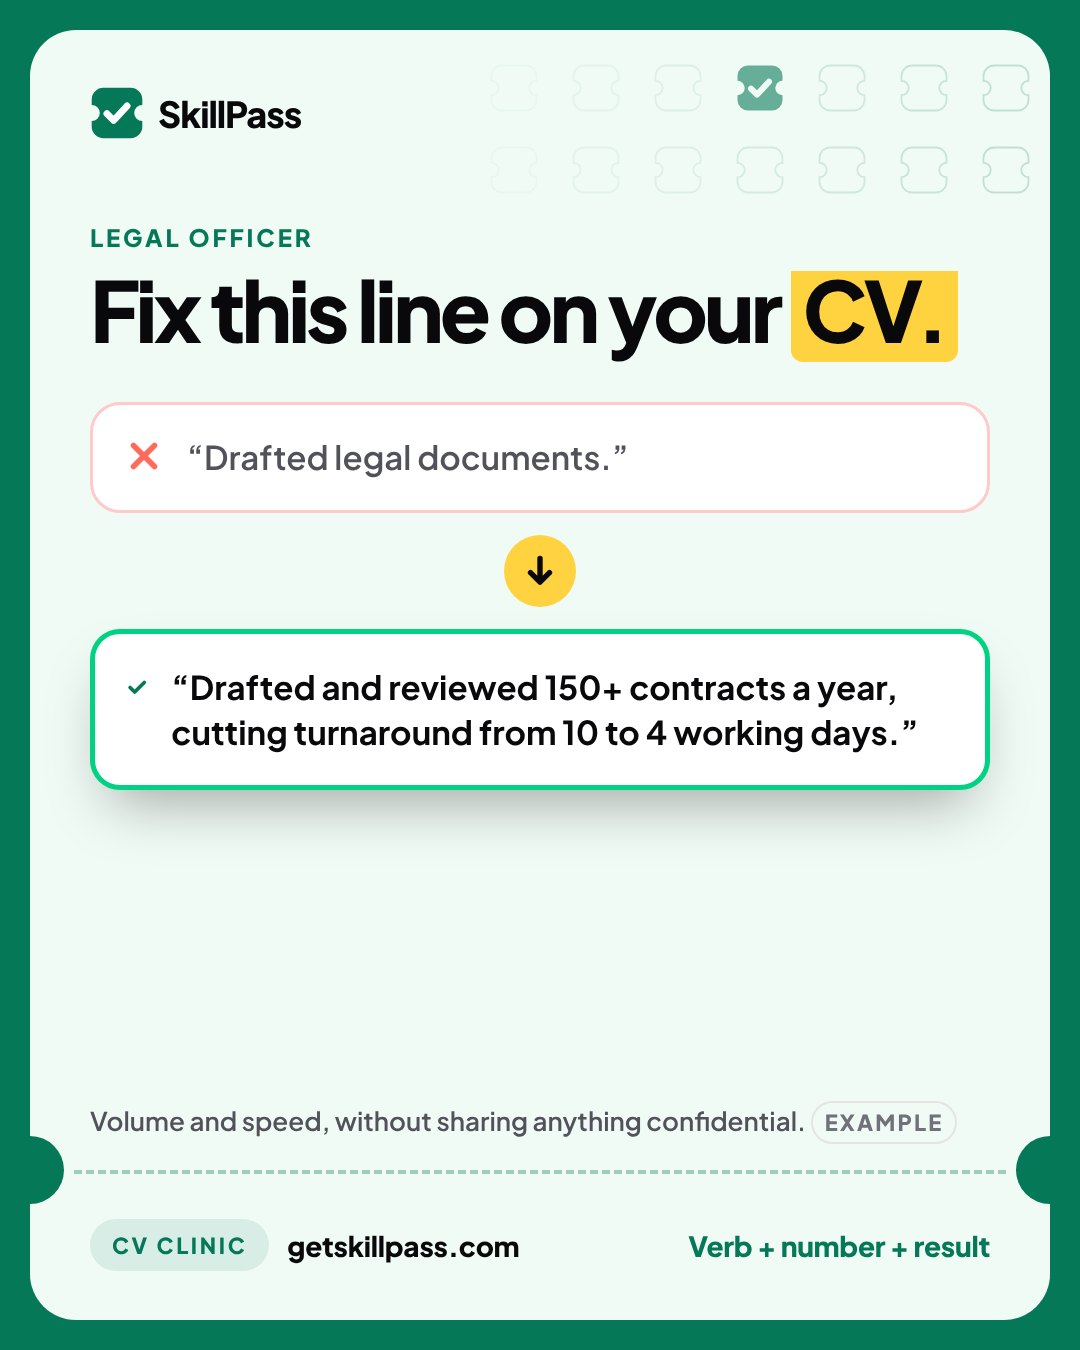 SkillPass
LEGAL OFFICER
Fix this line on your CV.
“Drafted legal documents.”
“Drafted and reviewed 150+ contracts a year,
cutting turnaround from 10 to 4 working days.”
Volume and speed, without sharing anything confidential. EXAMPLE
CV CLINIC getskillpass.com Verb + number + result